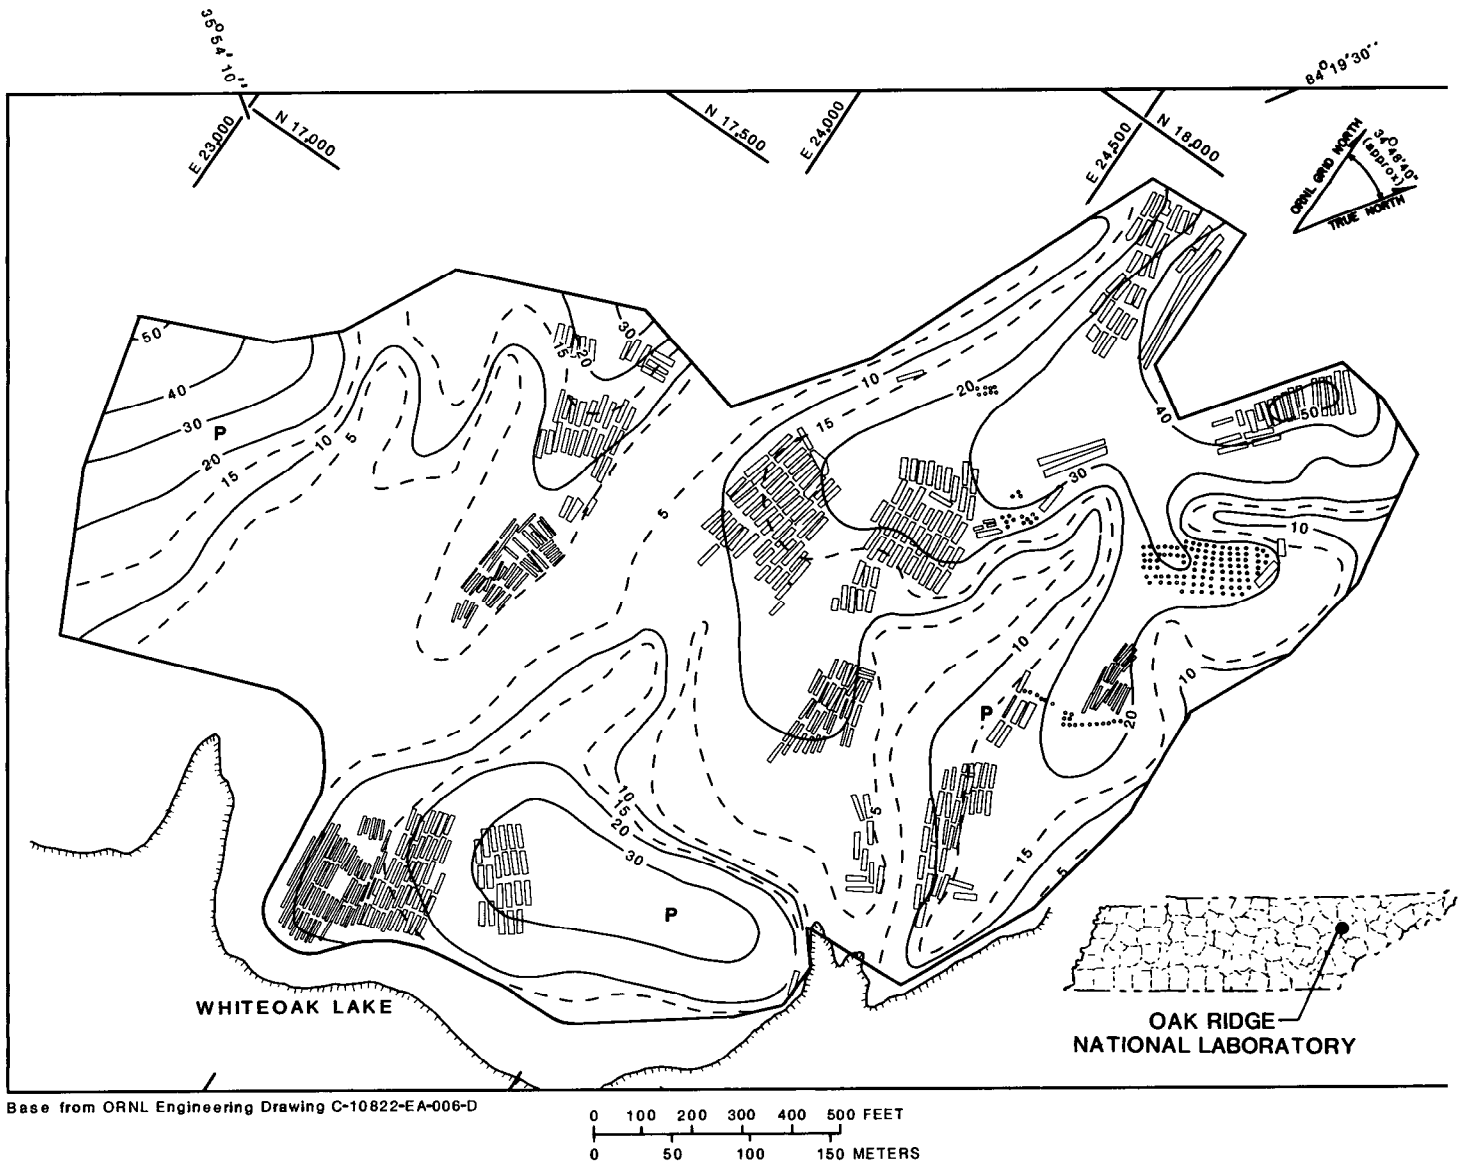 35° 54' 10''
84° 19' 30''
E 23,000
N 17,000
N 17,500
E 24,000
E 24,500
N 18,000
ORNL GRID NORTH
34° 48' 40"
(approx)
TRUE NORTH
50
40
30
P
20
15
10
5
30
20
15
10
20
15
5
40
50
30
10
10
10
20
P
5
15
5
10
15
20
30
P
WHITEOAK LAKE
OAK RIDGE
NATIONAL LABORATORY
Base from ORNL Engineering Drawing C-10822-EA-006-D
0 100 200 300 400 500 FEET
0 50 100 150 METERS